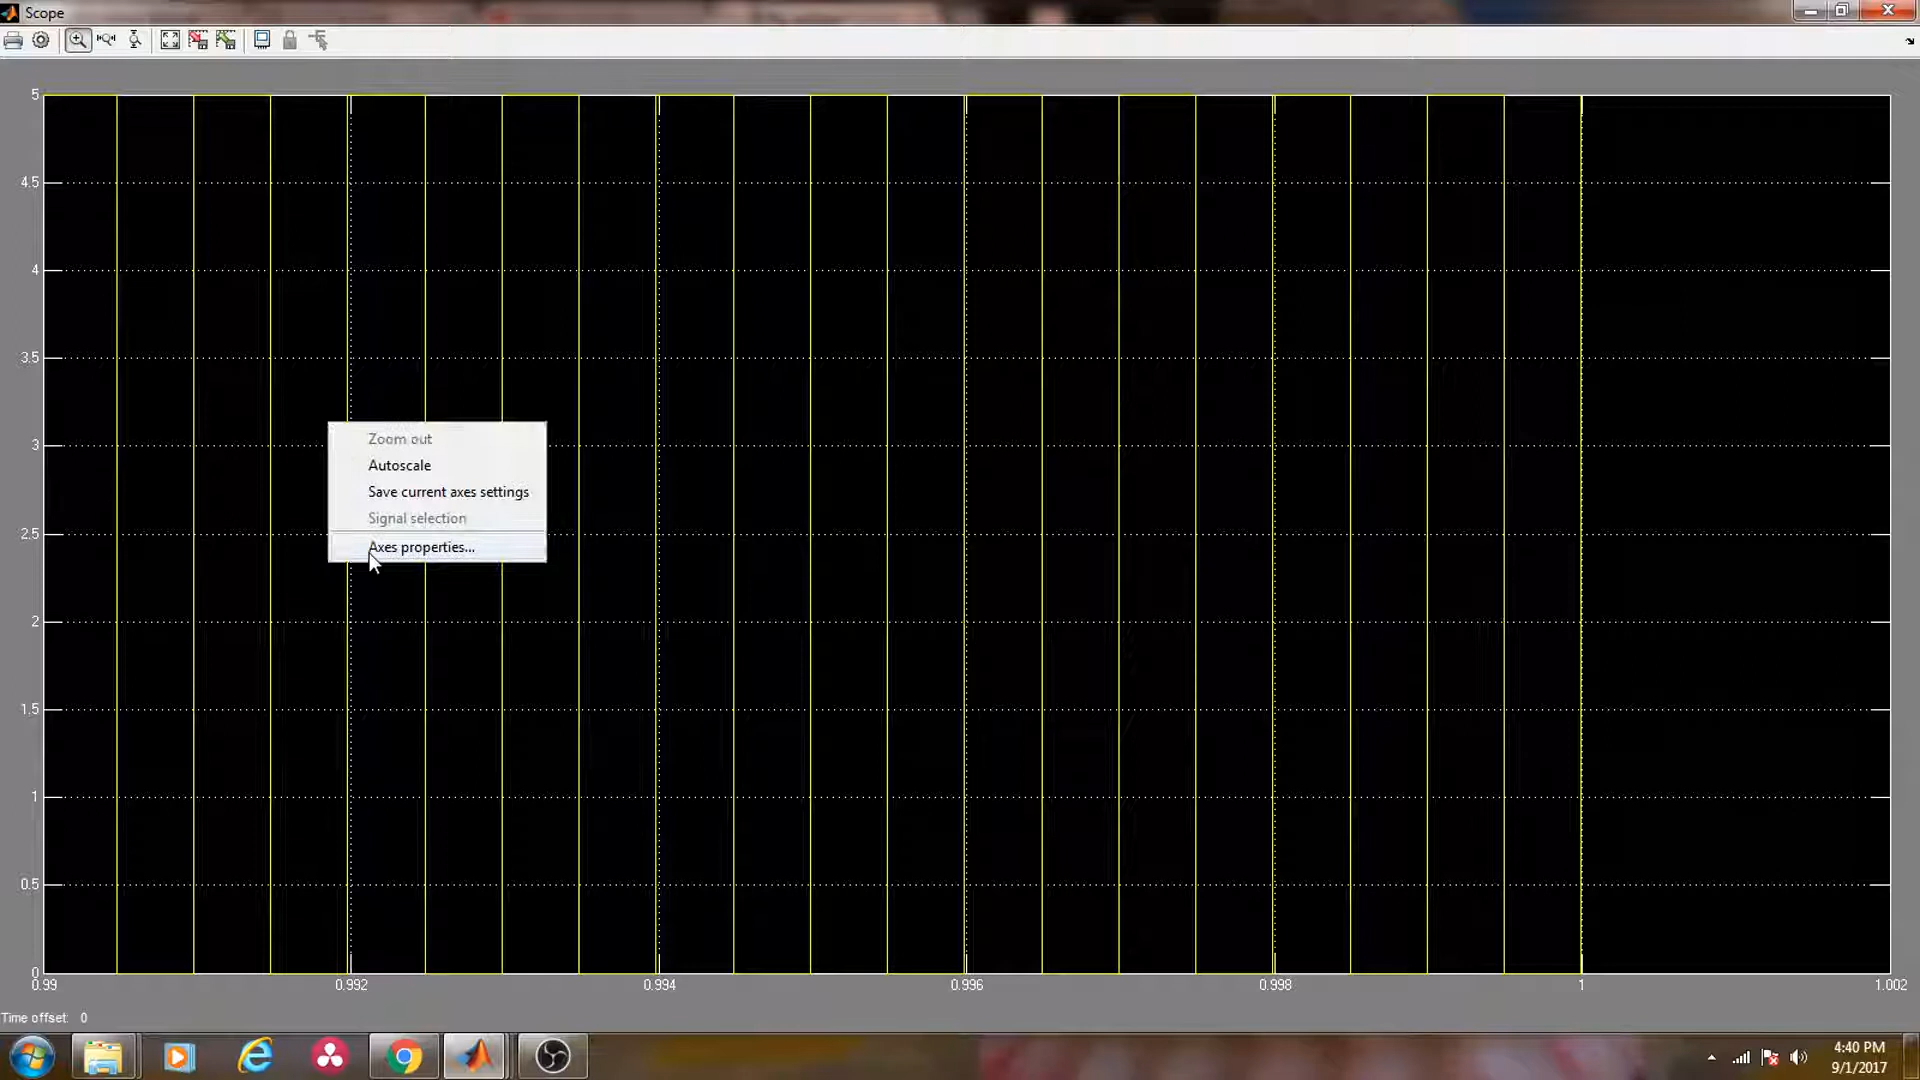 Scope
5
4.5
4
3.5
3
2.5
2
1.5
1
0.5
0
Zoom out
Autoscale
Save current axes settings
Signal selection
Axes properties...
0.99 0.992 0.994 0.996 0.998 1 1.002
Time offset: 0
4:40 PM
9/1/2017